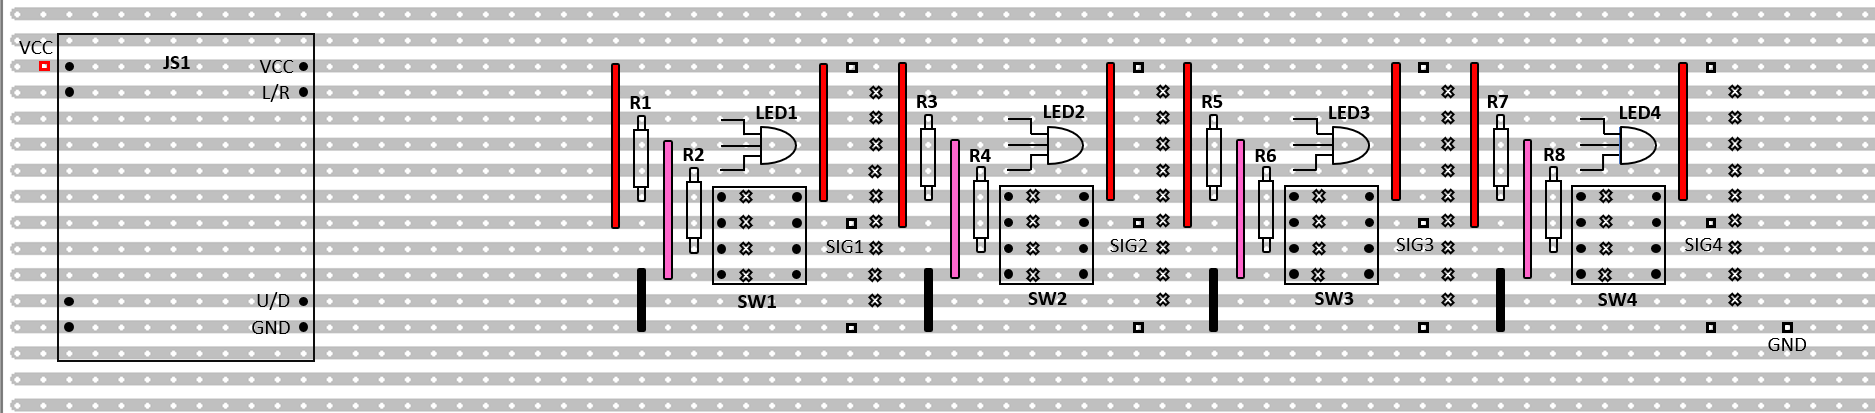 VCC
JS1
VCC
L/R
U/D
GND
R1
LED1
R2
SIG1
SW1
R3
LED2
R4
SIG2
SW2
R5
LED3
R6
SIG3
SW3
R7
LED4
R8
SIG4
SW4
GND